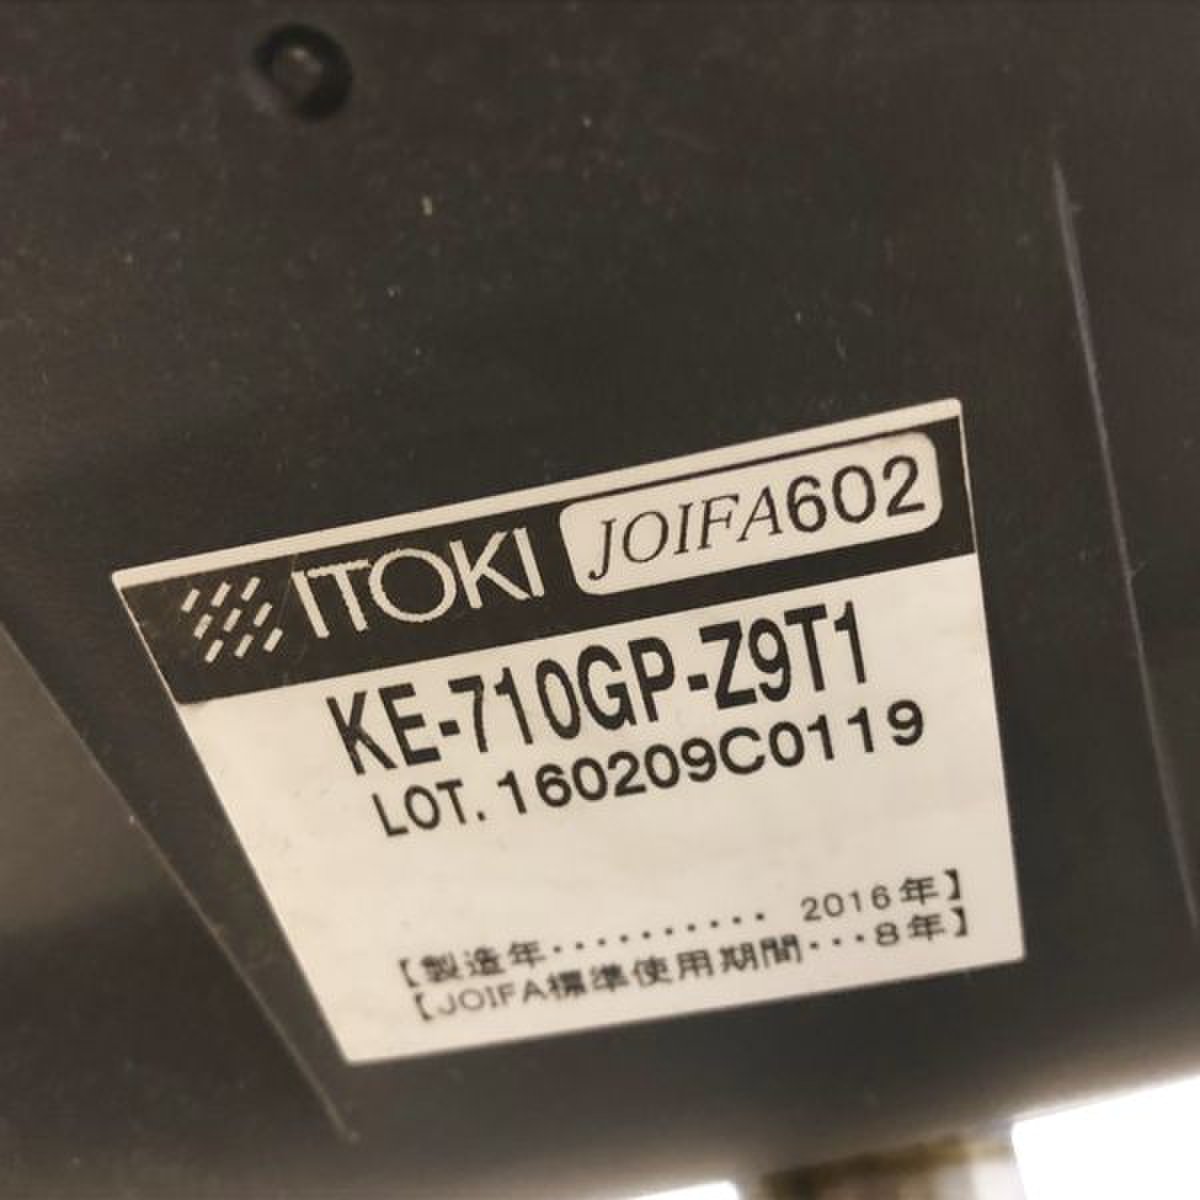 ITOKI JOIFA602
KE-710GP-Z9T1
LOT. 160209C0119
【製造年・・・・・・・・・・ 2016年】
【JOIFA標準使用期間・・・8年】